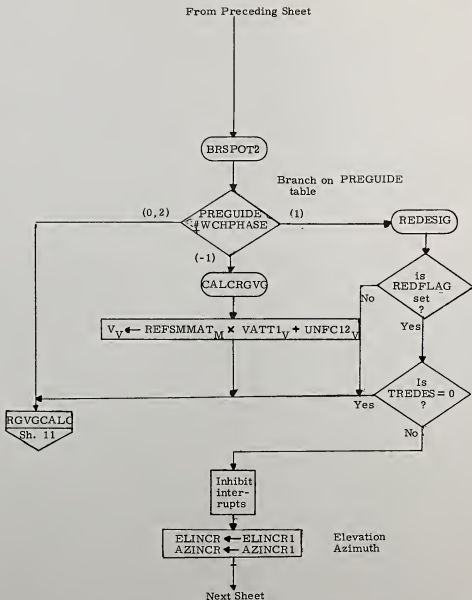 From Preceding Sheet
BRSPOT2
Branch on PREGUIDE
table
(0,2)
PREGUIDE
WCHPHASE
(1)
REDESIG
(-1)
CALCRGVG
is
REDFLAG
set
?
No
Yes
V_V ← REFSMMAT_M × VATT1_V + UNFC12_V
Is
TREDES = 0
?
Yes
No
RGVGCALC
Sh. 11
Inhibit
inter-
rupts
ELINCR ← ELINCR1
AZINCR ← AZINCR1
Elevation
Azimuth
Next Sheet